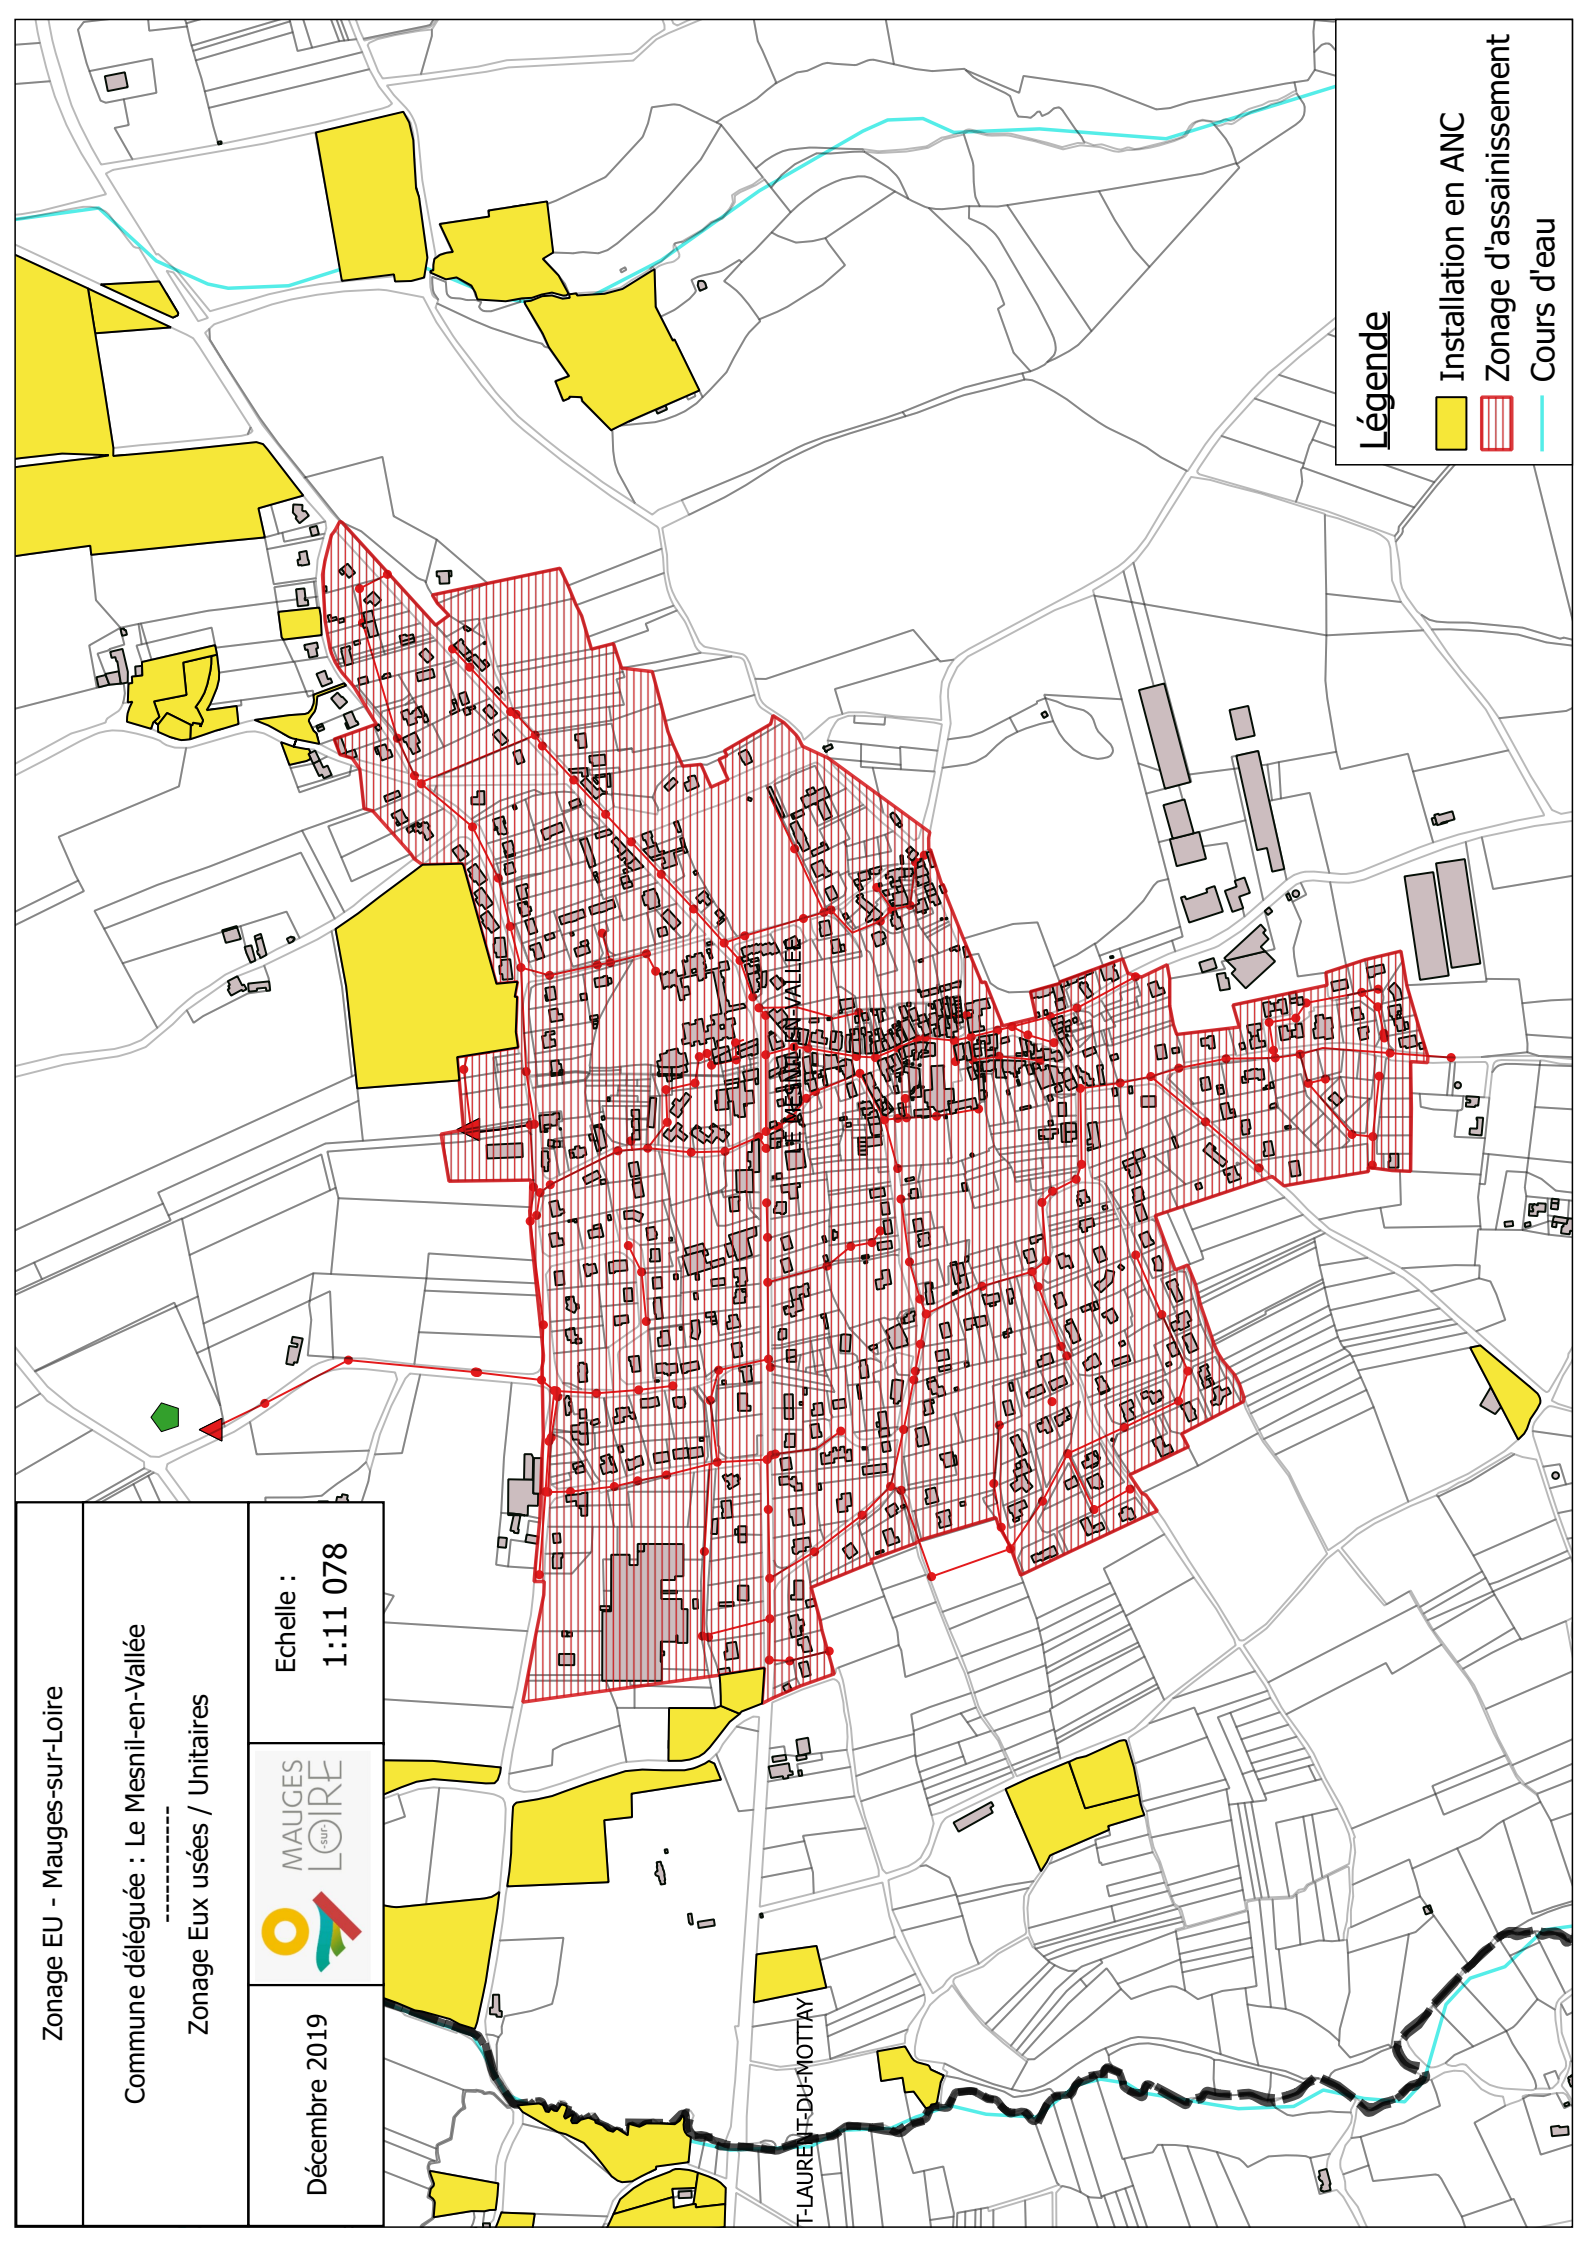 Zonage EU - Mauges-sur-Loire
Commune déléguée : Le Mesnil-en-Vallée
------------
Zonage Eux usées / Unitaires
Décembre 2019
MAUGES
-sur-
LOIRE
Echelle :
1:11 078
LE MESNIL-EN-VALLEE
T-LAURENT-DU-MOTTAY
Légende
Installation en ANC
Zonage d'assainissement
Cours d'eau